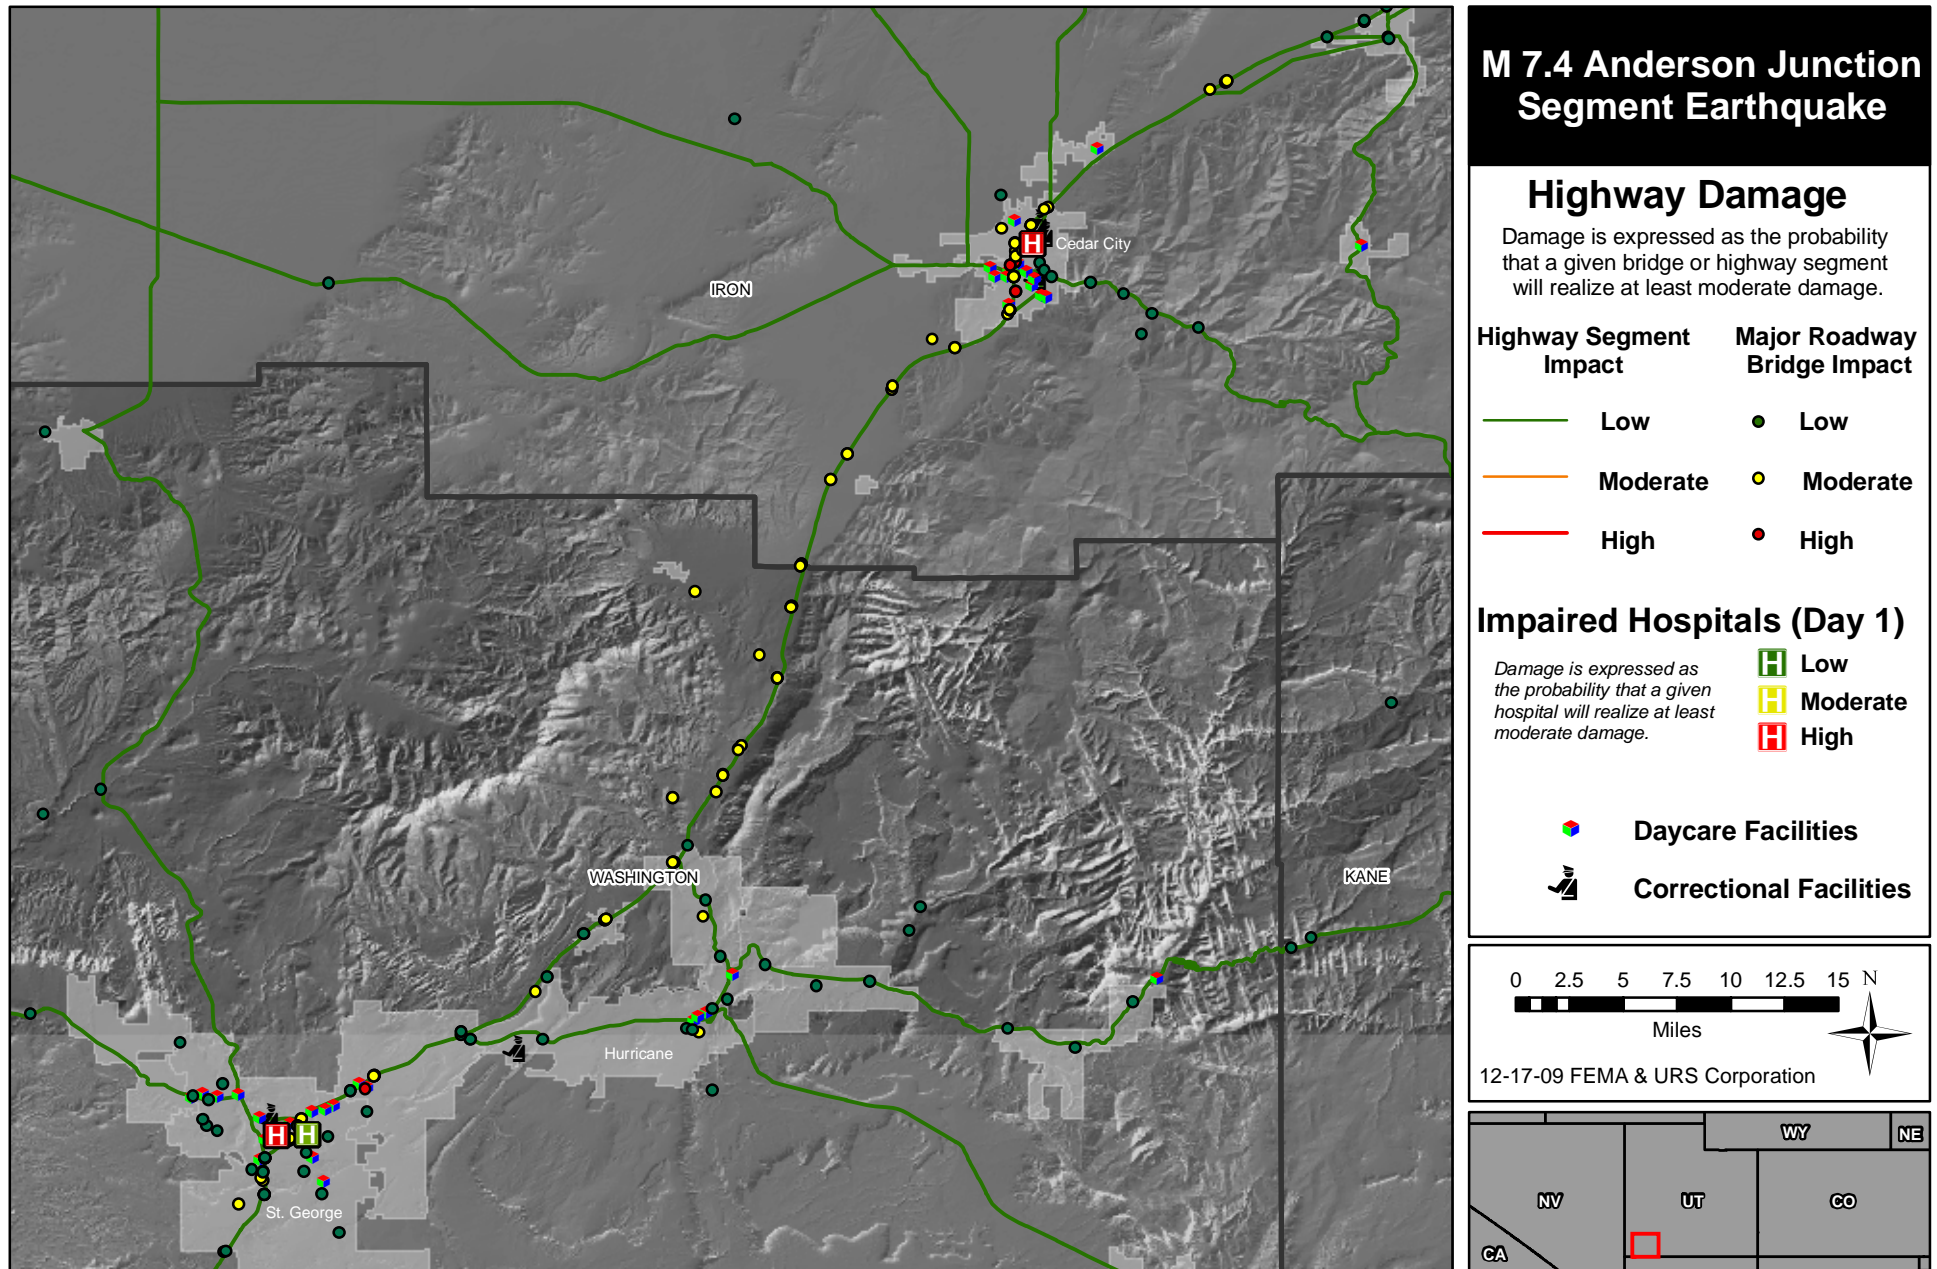 M 7.4 Anderson Junction
Segment Earthquake
Highway Damage
Damage is expressed as the probability
that a given bridge or highway segment
will realize at least moderate damage.
Highway Segment
Impact
Major Roadway
Bridge Impact
Low
Low
Moderate
Moderate
High
High
Impaired Hospitals (Day 1)
Damage is expressed as
the probability that a given
hospital will realize at least
moderate damage.
H Low
H Moderate
H High
Daycare Facilities
Correctional Facilities
0 2.5 5 7.5 10 12.5 15
N
Miles
12-17-09 FEMA & URS Corporation
WY
NE
NV
UT
CO
CA
H
Cedar City
IRON
WASHINGTON
KANE
Hurricane
H H
St. George